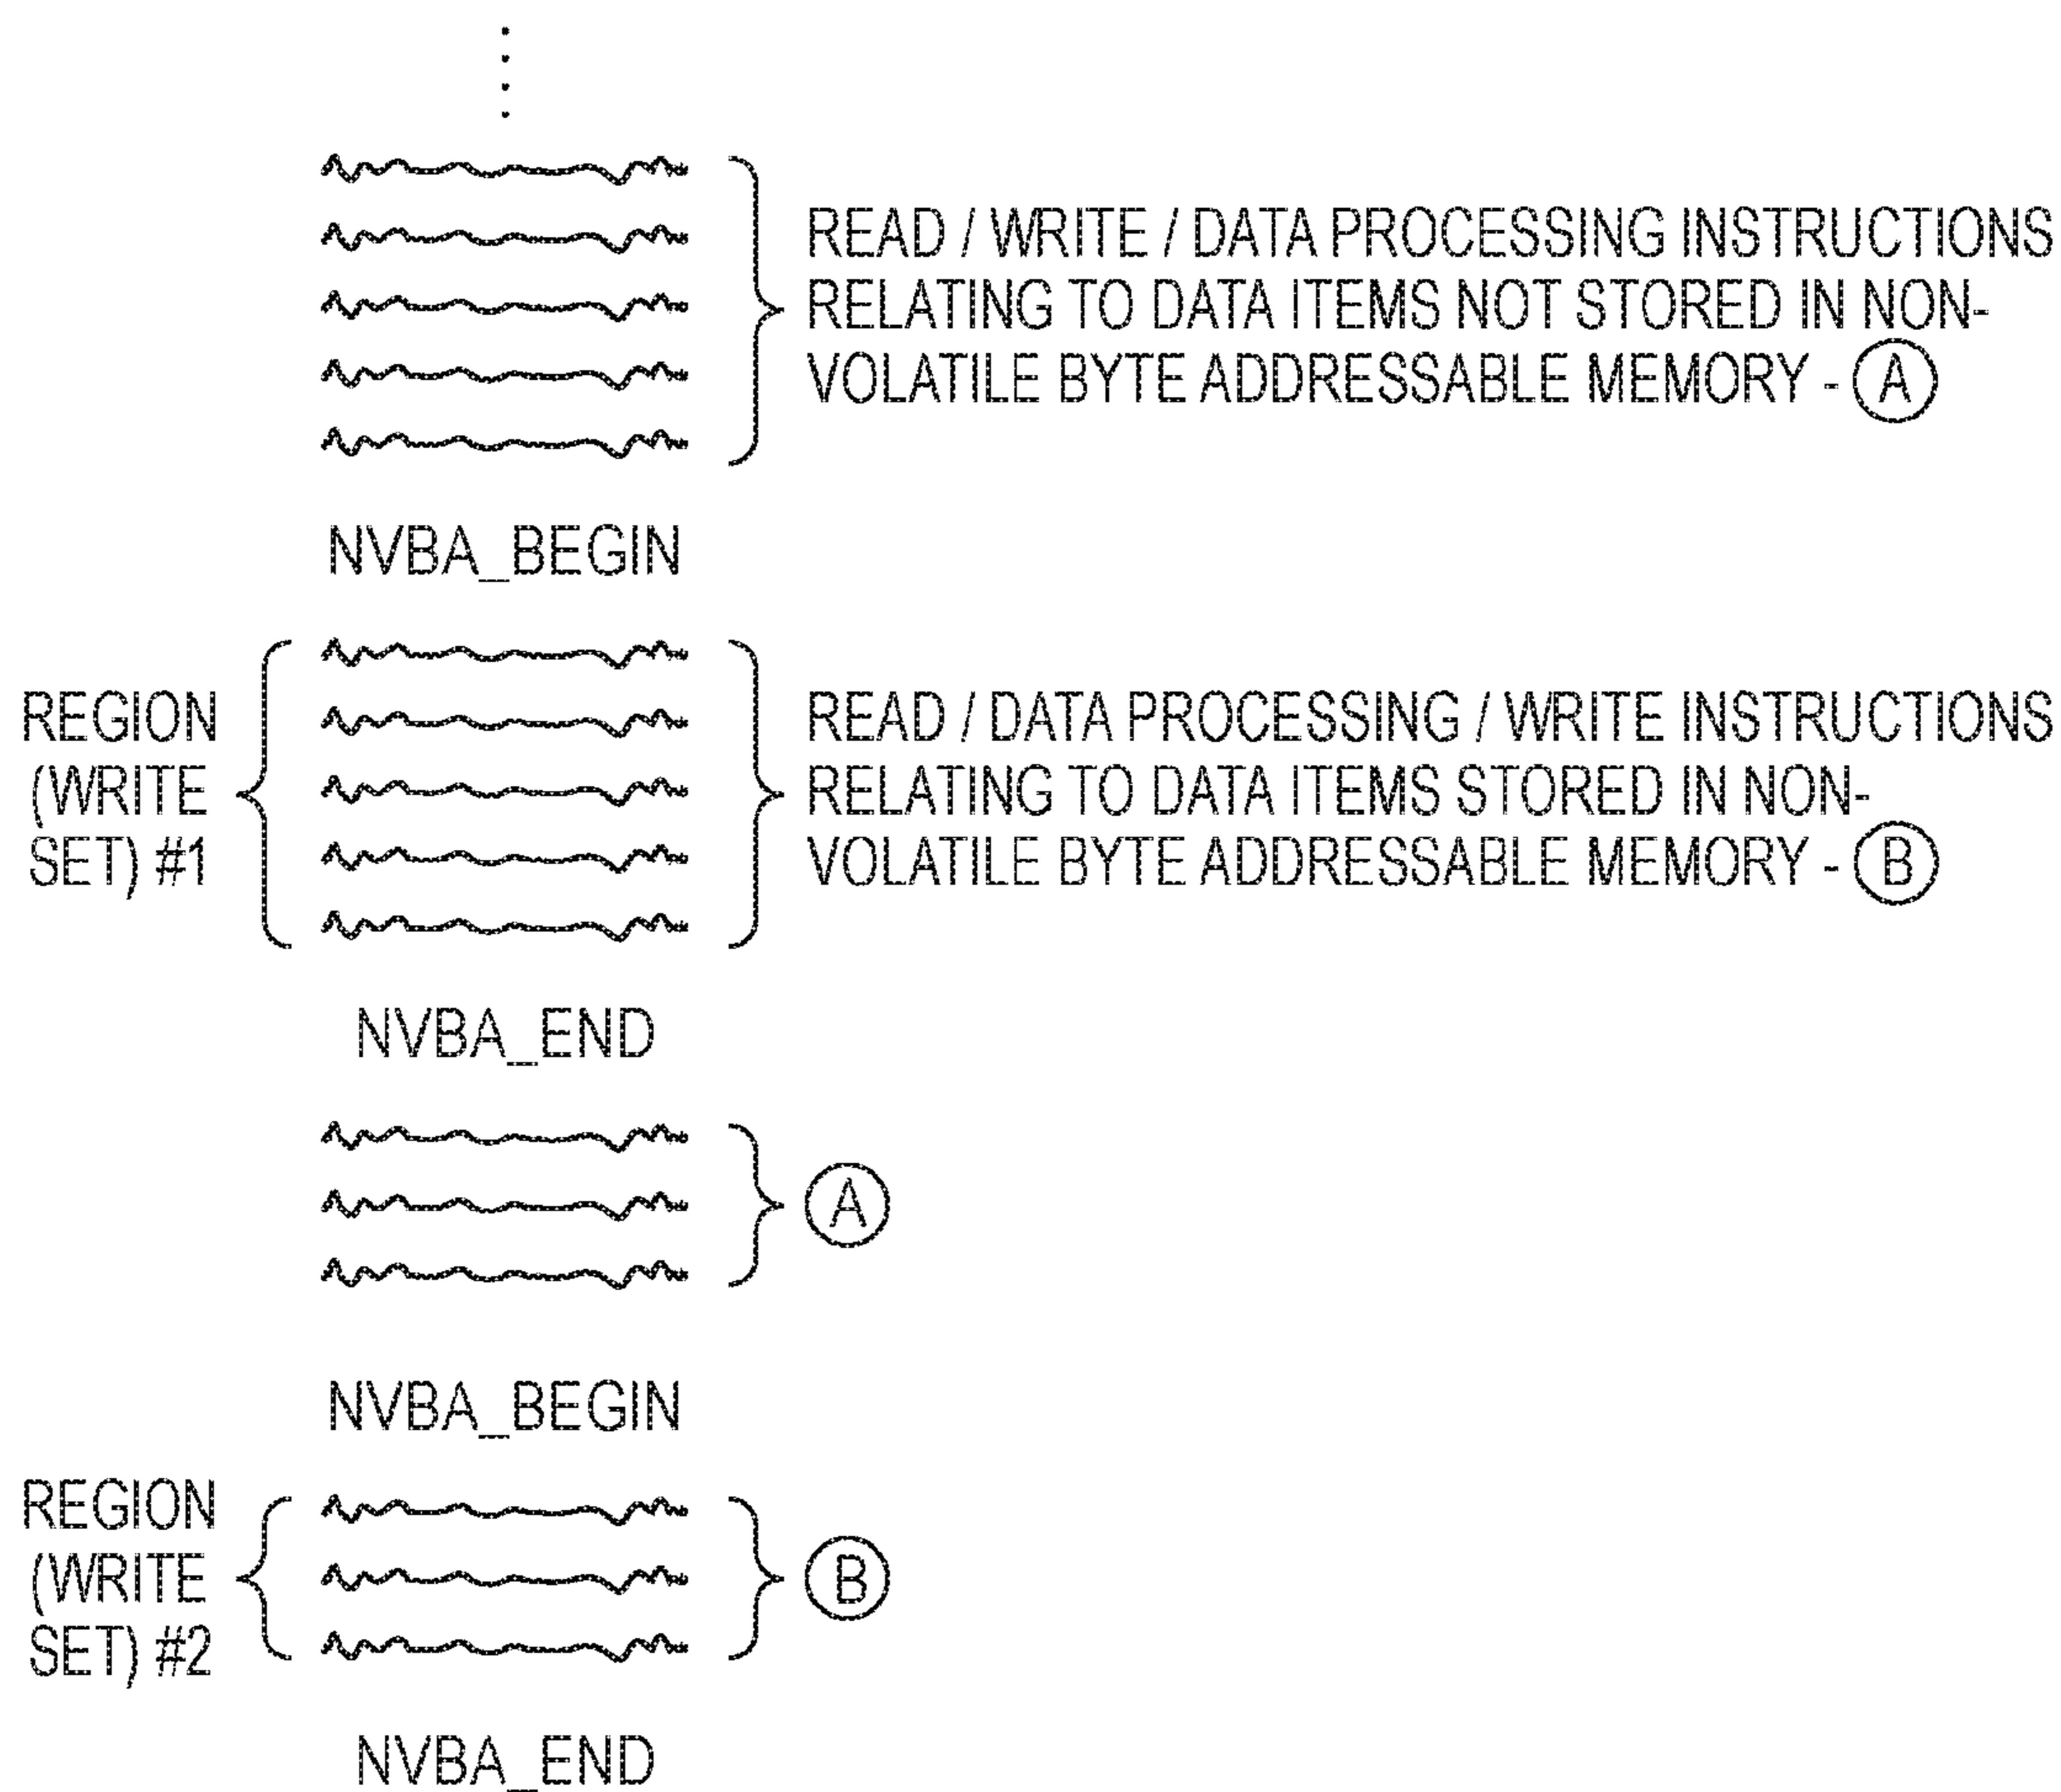 READ / WRITE / DATA PROCESSING INSTRUCTIONS
RELATING TO DATA ITEMS NOT STORED IN NON-
VOLATILE BYTE ADDRESSABLE MEMORY - A
NVBA_BEGIN
REGION
(WRITE
SET) #1
READ / DATA PROCESSING / WRITE INSTRUCTIONS
RELATING TO DATA ITEMS STORED IN NON-
VOLATILE BYTE ADDRESSABLE MEMORY - B
NVBA_END
A
NVBA_BEGIN
REGION
(WRITE
SET) #2
B
NVBA_END